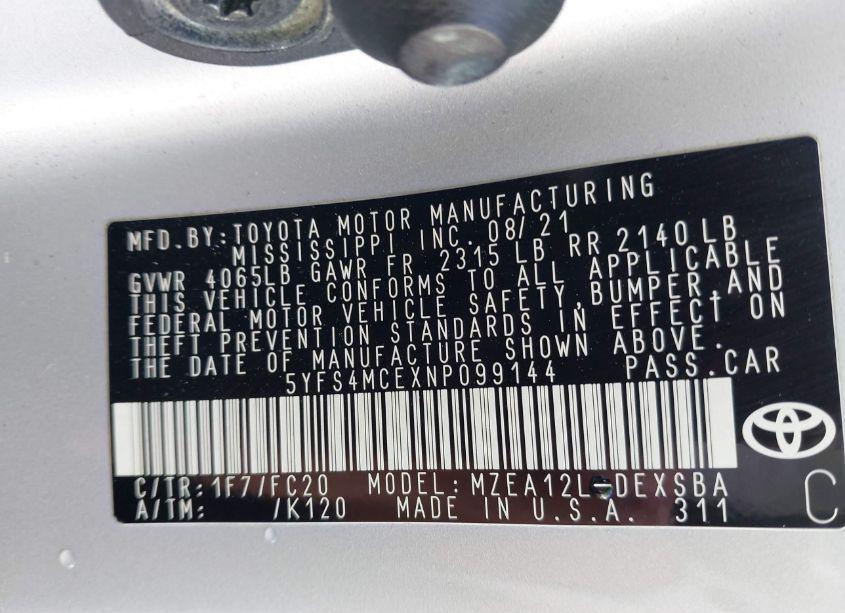 MFD.BY:TOYOTA MOTOR MANUFACTURING
MISSISSIPPI INC. 08/21
GVWR 4065LB GAWR FR 2315 LB RR 2140 LB
THIS VEHICLE CONFORMS TO ALL APPLICABLE
FEDERAL MOTOR VEHICLE SAFETY,BUMPER,AND
THEFT PREVENTION STANDARDS IN EFFECT ON
THE DATE OF MANUFACTURE SHOWN ABOVE.
5YFS4MCEXNP099144 PASS.CAR
C/TR:1F7/FC20 MODEL:MZEA12L-DEXSBA
A/TM: /K120 MADE IN U.S.A. 311
C